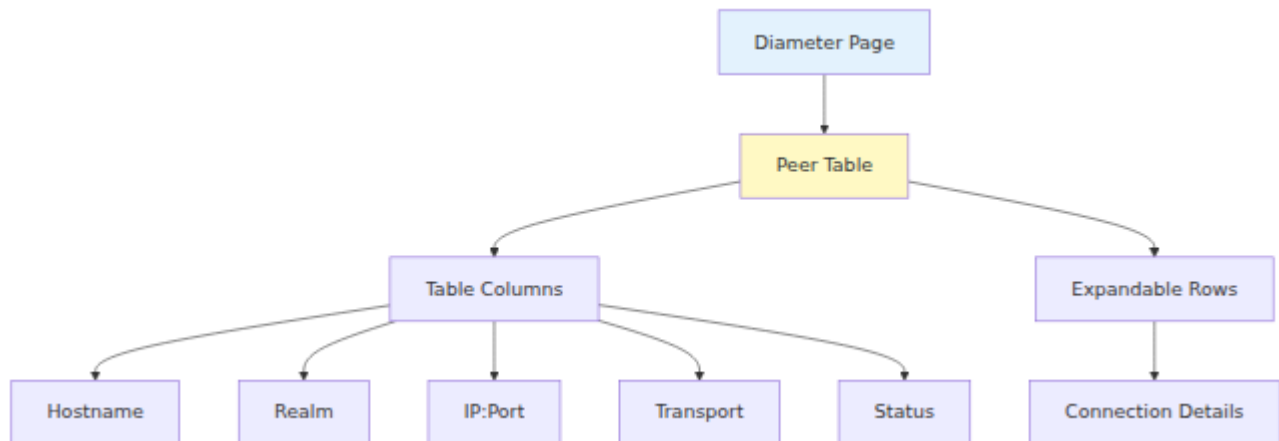 Diameter Page
Peer Table
Table Columns
Expandable Rows
Hostname
Realm
IP:Port
Transport
Status
Connection Details